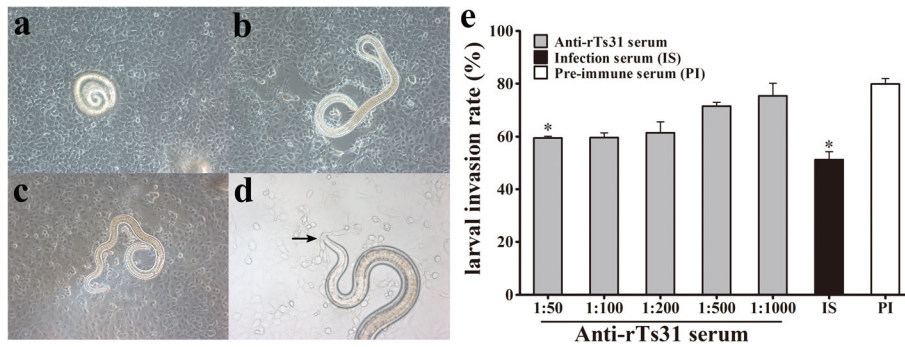 a
b
c
d
e
larval invasion rate (%)
100
80
60
40
20
0
Anti-rTs31 serum
Infection serum (IS)
Pre-immune serum (PI)
*
*
1:50 1:100 1:200 1:500 1:1000 IS PI
Anti-rTs31 serum